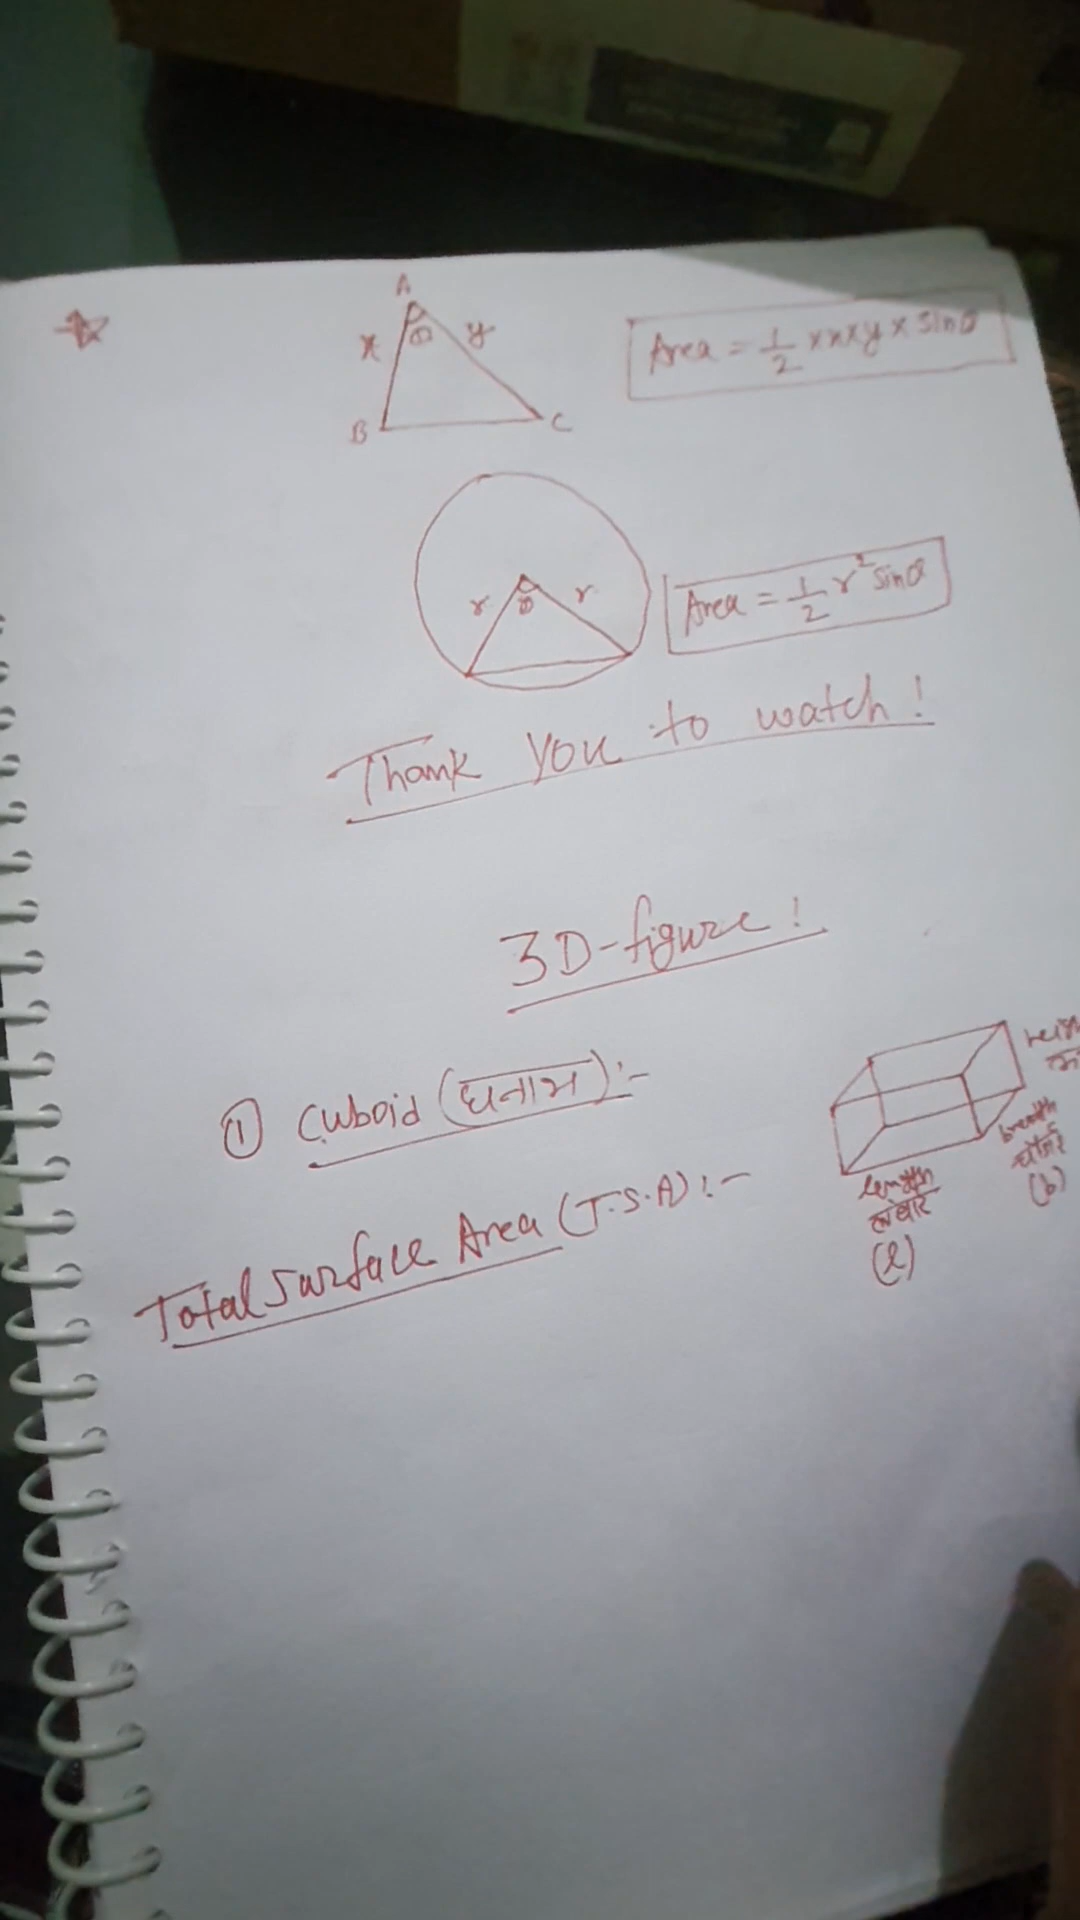 A
x θ y
B C
Area = 1/2 × x × y × sinθ
r θ r
Area = 1/2 r² sinθ
Thank you to watch!
3D-figure!
① Cuboid (घनाभ):-
length
(l)
breadth
(b)
Total Surface Area (T.S.A):-